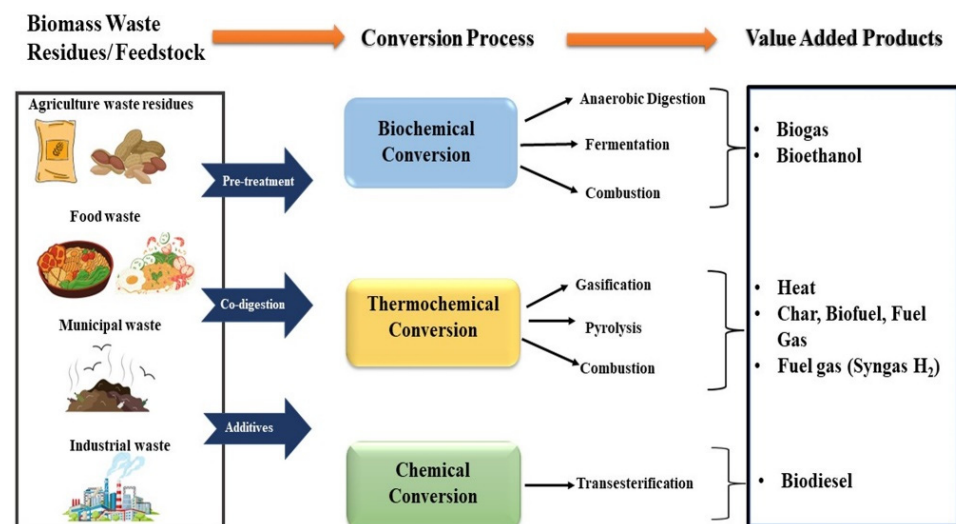 Biomass Waste
Residues/Feedstock
Conversion Process
Value Added Products
Agriculture waste residues
Food waste
Municipal waste
Industrial waste
Pre-treatment
Co-digestion
Additives
Biochemical
Conversion
Anaerobic Digestion
Fermentation
Combustion
• Biogas
• Bioethanol
Thermochemical
Conversion
Gasification
Pyrolysis
Combustion
• Heat
• Char, Biofuel, Fuel
Gas
• Fuel gas (Syngas H₂)
Chemical
Conversion
Transesterification
• Biodiesel